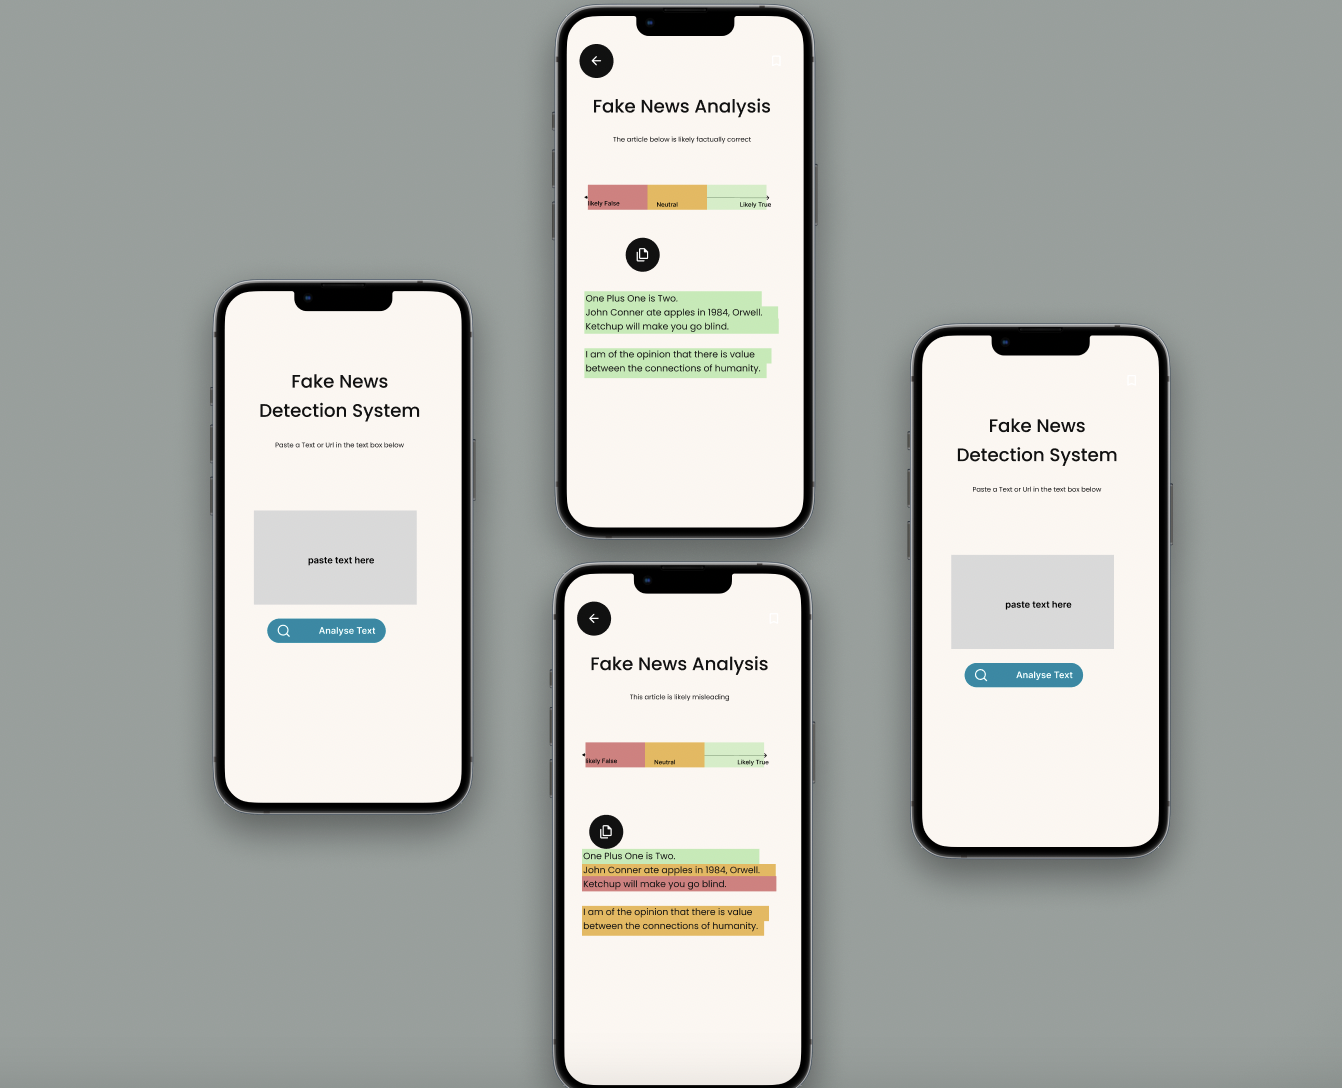 Fake News Analysis
The article below is likely factually correct
likely False
Neutral
Likely True
One Plus One is Two.
John Conner ate apples in 1984, Orwell.
Ketchup will make you go blind.
I am of the opinion that there is value
between the connections of humanity.
Fake News
Detection System
Paste a Text or Url in the text box below
paste text here
Analyse Text
Fake News
Detection System
Paste a Text or Url in the text box below
paste text here
Analyse Text
Fake News Analysis
This article is likely misleading
likely False
Neutral
Likely True
One Plus One is Two.
John Conner ate apples in 1984, Orwell.
Ketchup will make you go blind.
I am of the opinion that there is value
between the connections of humanity.